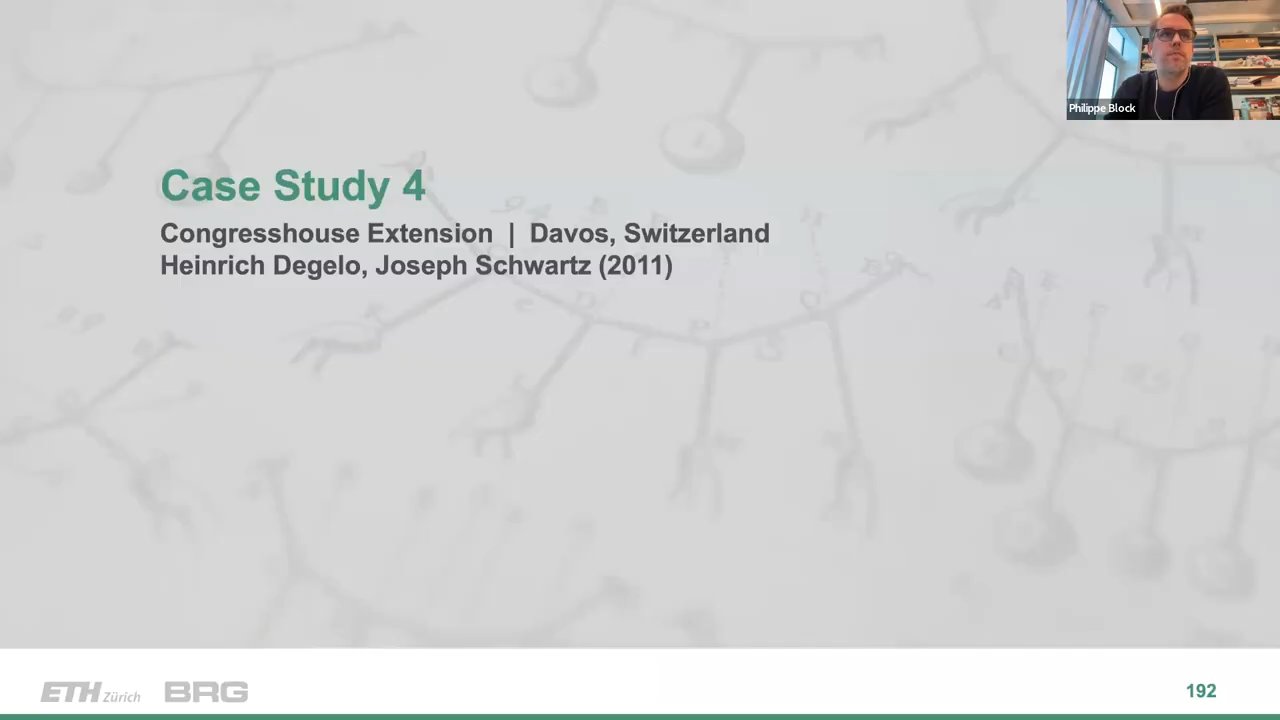 Philippe Block
Case Study 4
Congresshouse Extension | Davos, Switzerland
Heinrich Degelo, Joseph Schwartz (2011)
ETH Zürich
BRG
192